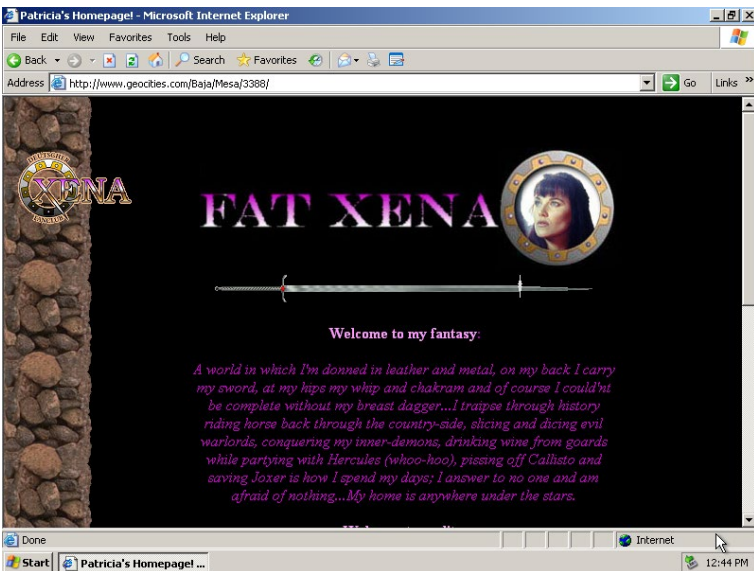 Patricia's Homepage! - Microsoft Internet Explorer
File Edit View Favorites Tools Help
Back Search Favorites
Address http://www.geocities.com/Baja/Mesa/3388/ Go Links »
DEUTSCHER
XENA
FANCLUB
FAT XENA
Welcome to my fantasy:
A world in which I'm donned in leather and metal, on my back I carry
my sword, at my hips my whip and chakram and of course I could'nt
be complete without my breast dagger...I traipse through history
riding horse back through the country-side, slicing and dicing evil
warlords, conquering my inner-demons, drinking wine from goards
while partying with Hercules (whoo-hoo), pissing off Callisto and
saving Joxer is how I spend my days; I answer to no one and am
afraid of nothing...My home is anywhere under the stars.
Done Internet
Start Patricia's Homepage! ... 12:44 PM